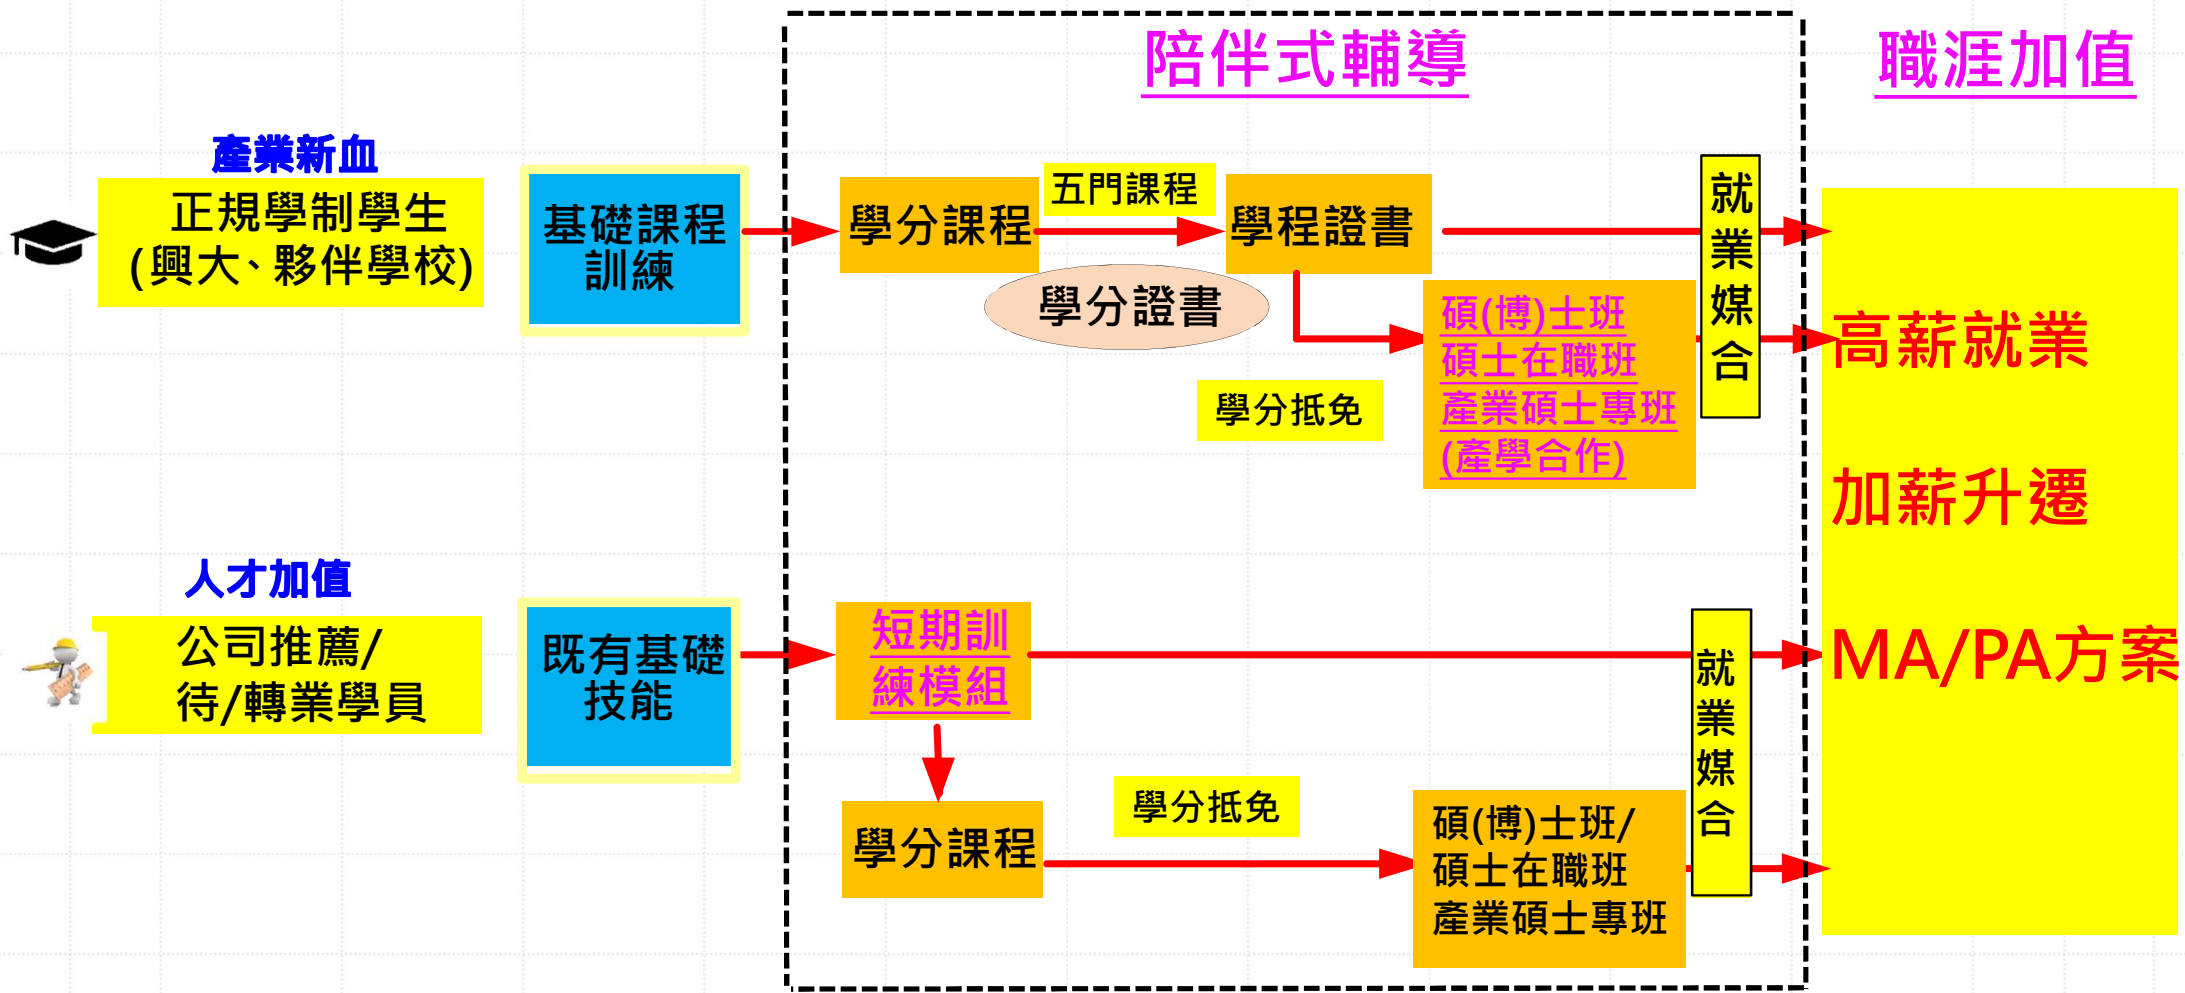 陪伴式輔導
職涯加值
產業新血
正規學制學生
(興大、夥伴學校)
基礎課程
訓練
學分課程
五門課程
學程證書
學分證書
學分抵免
碩(博)士班
碩士在職班
產業碩士專班
(產學合作)
就業媒合
高薪就業
加薪升遷
MA/PA方案
人才加值
公司推薦/
待/轉業學員
既有基礎
技能
短期訓
練模組
學分課程
學分抵免
碩(博)士班/
碩士在職班
產業碩士專班
就業媒合